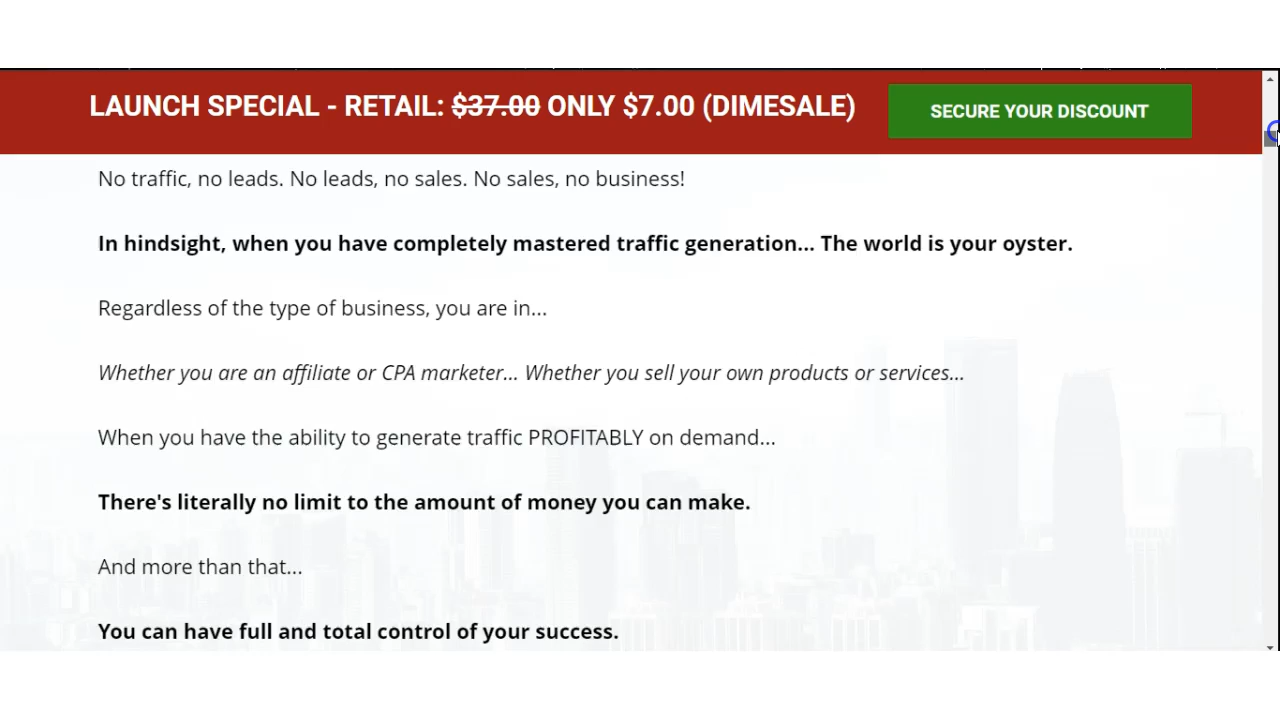 LAUNCH SPECIAL - RETAIL: $37.00 ONLY $7.00 (DIMESALE)
SECURE YOUR DISCOUNT
No traffic, no leads. No leads, no sales. No sales, no business!
In hindsight, when you have completely mastered traffic generation... The world is your oyster.
Regardless of the type of business, you are in...
Whether you are an affiliate or CPA marketer... Whether you sell your own products or services...
When you have the ability to generate traffic PROFITABLY on demand...
There's literally no limit to the amount of money you can make.
And more than that...
You can have full and total control of your success.